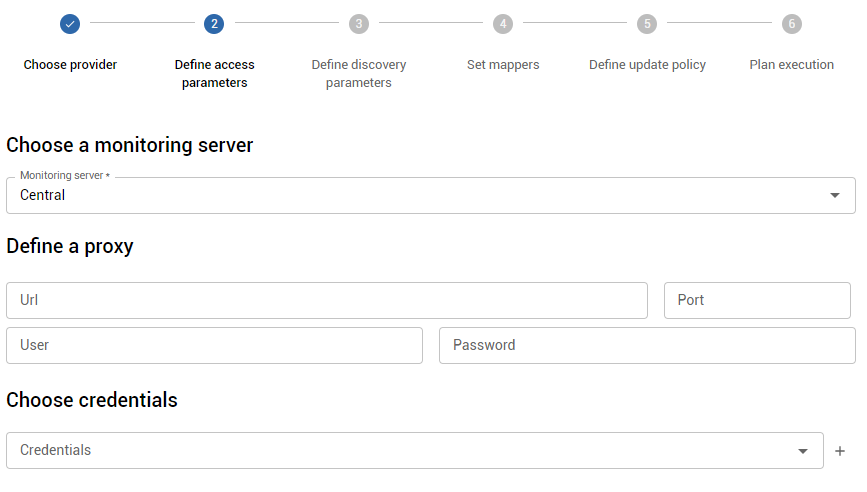 2 3 4 5 6
Choose provider
Define access
parameters
Define discovery
parameters
Set mappers
Define update policy
Plan execution
Choose a monitoring server
Monitoring server *
Central
Define a proxy
Url
Port
User
Password
Choose credentials
Credentials
+